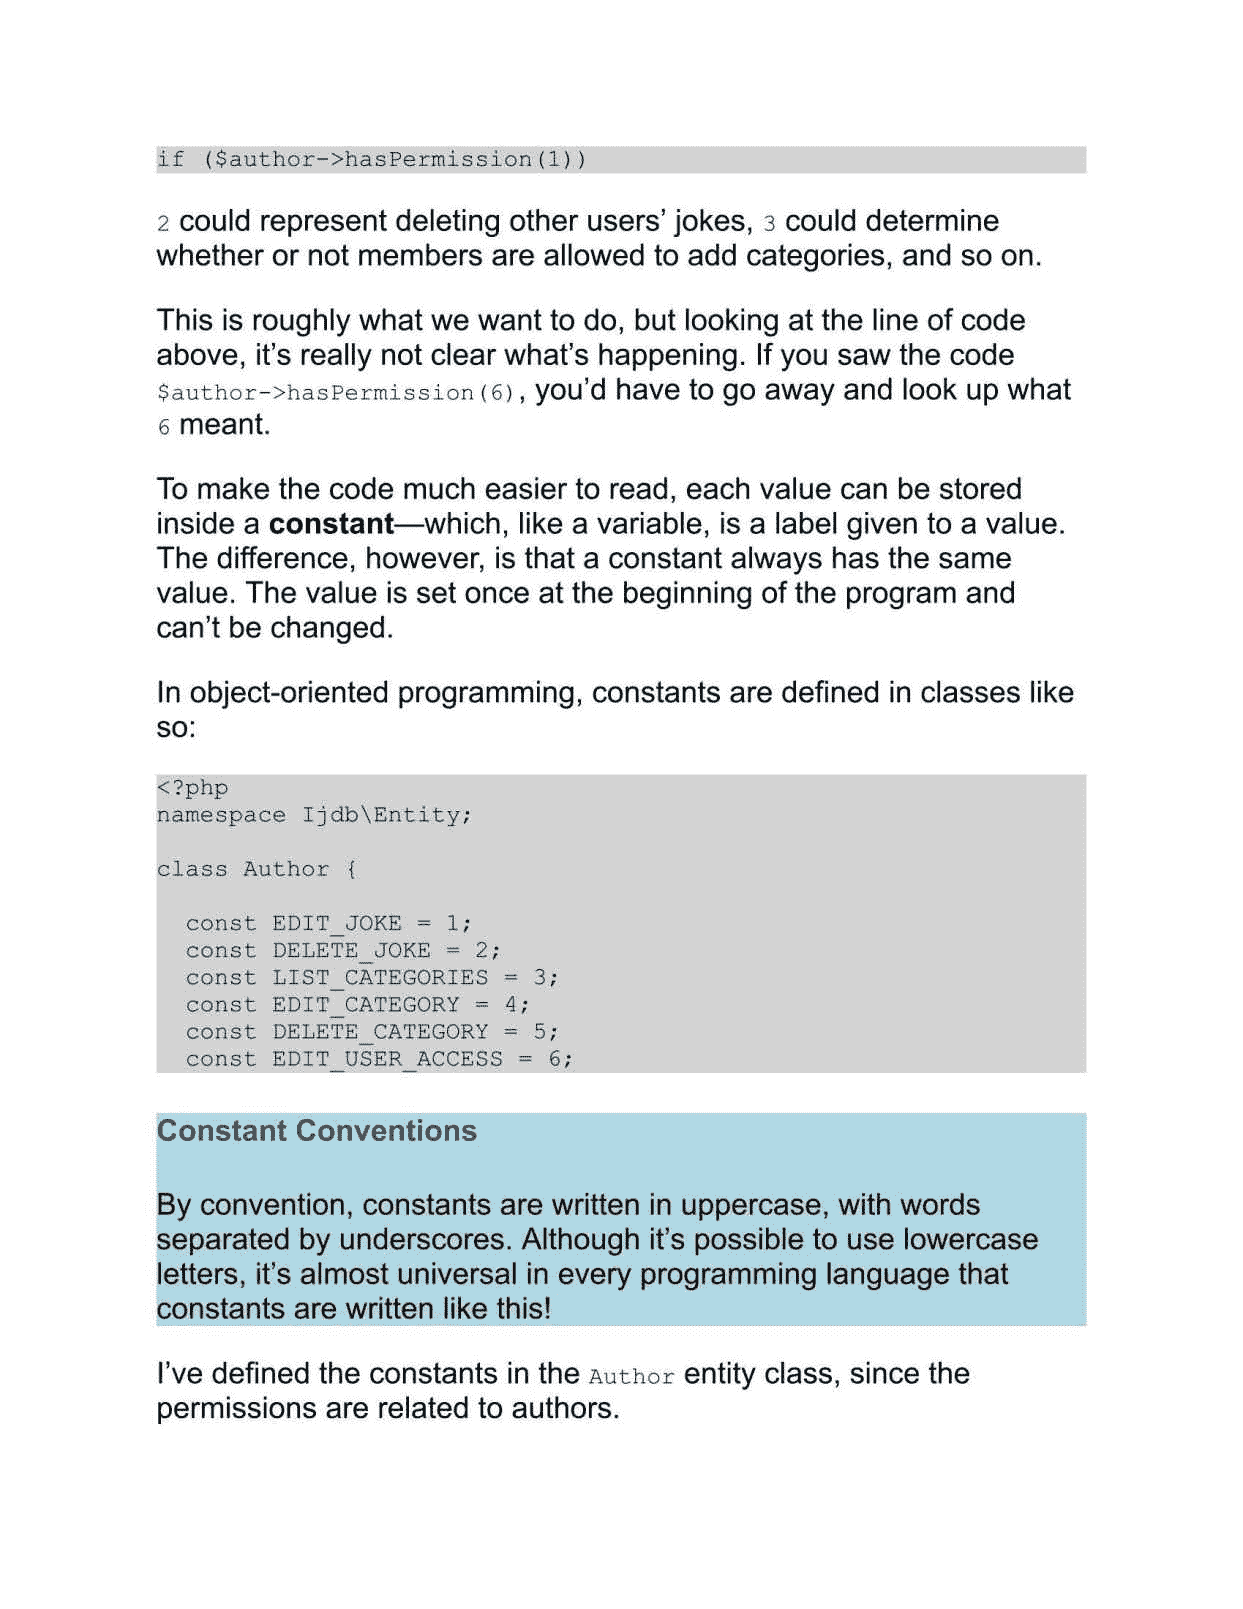 if ($author->hasPermission(1))
2 could represent deleting other users’ jokes, 3 could determine
whether or not members are allowed to add categories, and so on.
This is roughly what we want to do, but looking at the line of code
above, it’s really not clear what’s happening. If you saw the code
$author->hasPermission(6), you’d have to go away and look up what
6 meant.
To make the code much easier to read, each value can be stored
inside a constant—which, like a variable, is a label given to a value.
The difference, however, is that a constant always has the same
value. The value is set once at the beginning of the program and
can’t be changed.
In object-oriented programming, constants are defined in classes like
so:
<?php
namespace Ijdb\Entity;
class Author {
const EDIT_JOKE = 1;
const DELETE_JOKE = 2;
const LIST_CATEGORIES = 3;
const EDIT_CATEGORY = 4;
const DELETE_CATEGORY = 5;
const EDIT_USER_ACCESS = 6;
Constant Conventions
By convention, constants are written in uppercase, with words
separated by underscores. Although it’s possible to use lowercase
letters, it’s almost universal in every programming language that
constants are written like this!
I’ve defined the constants in the Author entity class, since the
permissions are related to authors.